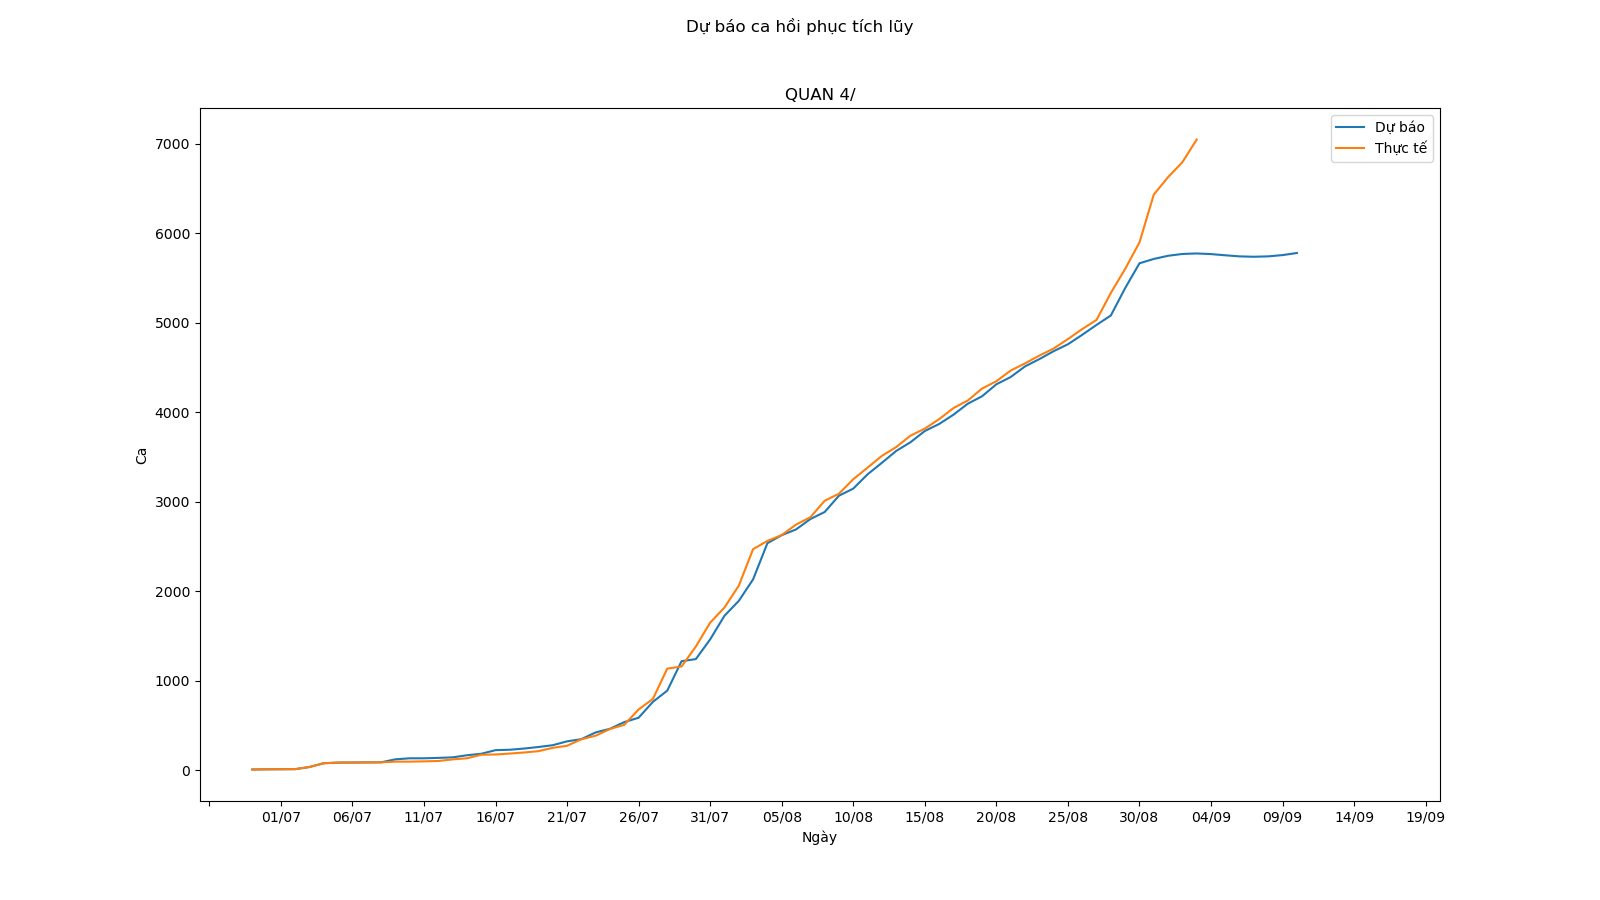 Dự báo ca hồi phục tích lũy
QUAN 4/
Dự báo
Thực tế
7000
6000
5000
4000
3000
2000
1000
0
Ca
01/07 06/07 11/07 16/07 21/07 26/07 31/07 05/08 10/08 15/08 20/08 25/08 30/08 04/09 09/09 14/09 19/09
Ngày